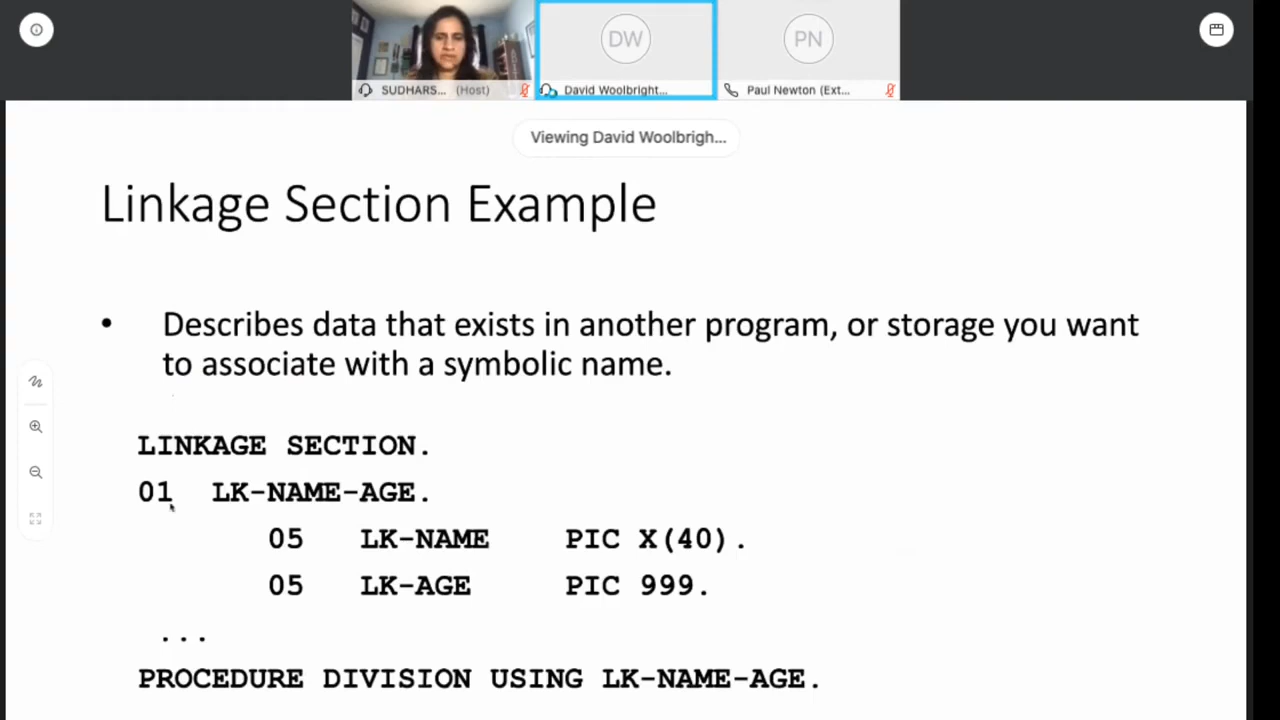 DW
PN
SUDHARS... (Host)
David Woolbright...
Paul Newton (Ext...
Viewing David Woolbrigh...
Linkage Section Example
• Describes data that exists in another program, or storage you want
to associate with a symbolic name.
LINKAGE SECTION.
01 LK-NAME-AGE.
05 LK-NAME PIC X(40).
05 LK-AGE PIC 999.
...
PROCEDURE DIVISION USING LK-NAME-AGE.